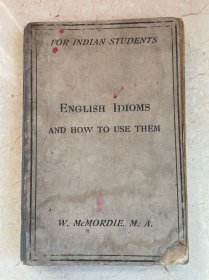 FOR INDIAN STUDENTS
ENGLISH IDIOMS
AND HOW TO USE THEM
W. McMORDIE, M. A.